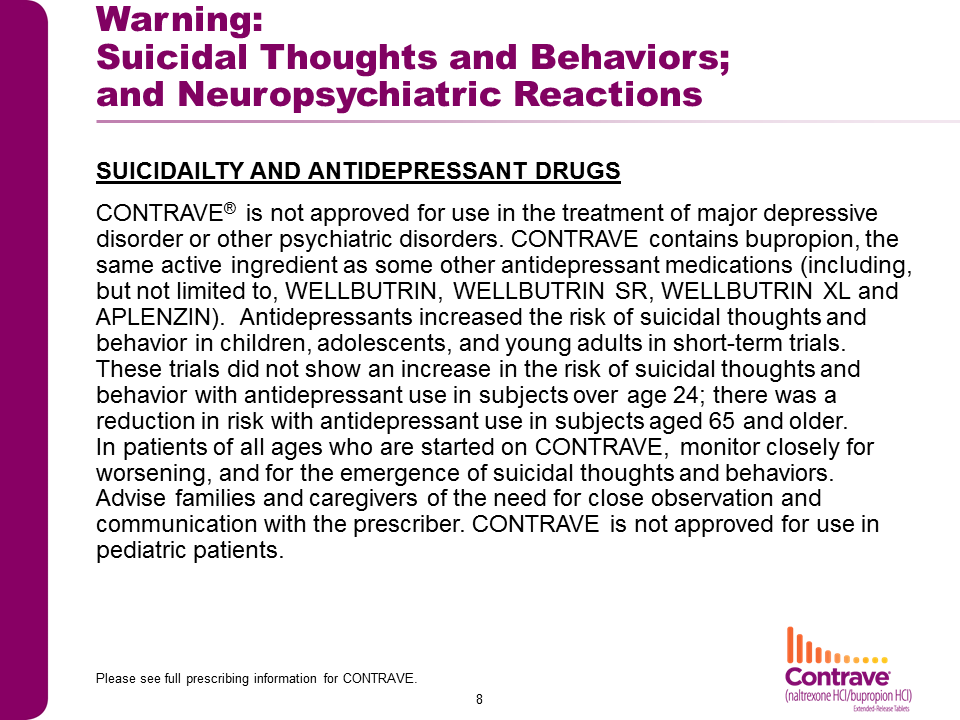 Warning:
Suicidal Thoughts and Behaviors;
and Neuropsychiatric Reactions
SUICIDAILTY AND ANTIDEPRESSANT DRUGS
CONTRAVE® is not approved for use in the treatment of major depressive
disorder or other psychiatric disorders. CONTRAVE contains bupropion, the
same active ingredient as some other antidepressant medications (including,
but not limited to, WELLBUTRIN, WELLBUTRIN SR, WELLBUTRIN XL and
APLENZIN). Antidepressants increased the risk of suicidal thoughts and
behavior in children, adolescents, and young adults in short-term trials.
These trials did not show an increase in the risk of suicidal thoughts and
behavior with antidepressant use in subjects over age 24; there was a
reduction in risk with antidepressant use in subjects aged 65 and older.
In patients of all ages who are started on CONTRAVE, monitor closely for
worsening, and for the emergence of suicidal thoughts and behaviors.
Advise families and caregivers of the need for close observation and
communication with the prescriber. CONTRAVE is not approved for use in
pediatric patients.
Please see full prescribing information for CONTRAVE.
8
Contrave®
(naltrexone HCl/bupropion HCl)
Extended-Release Tablets